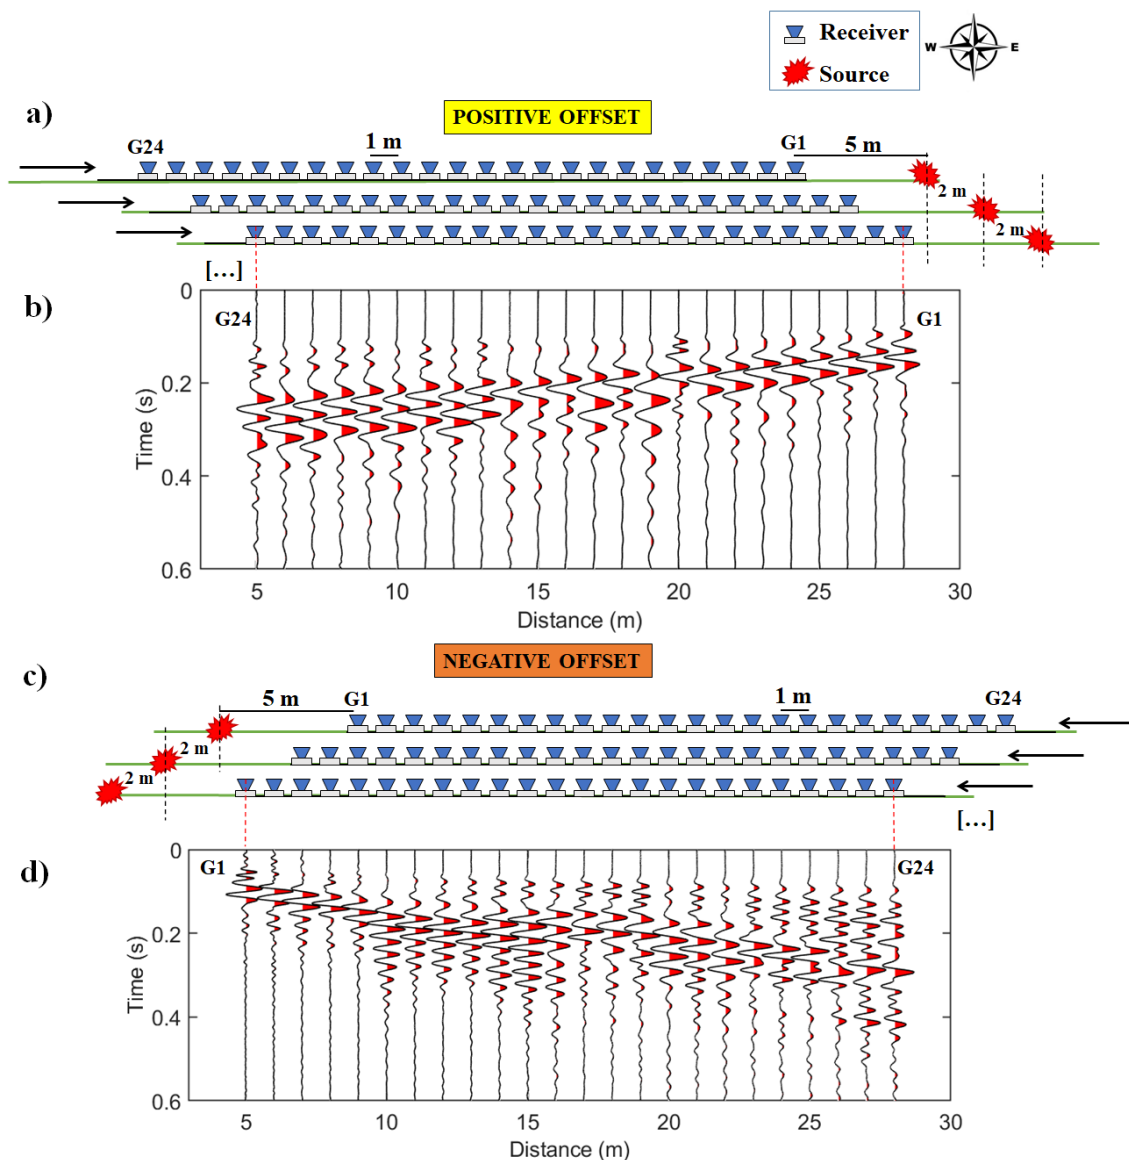 Receiver
Source
W E
a)
POSITIVE OFFSET
G24
1 m
G1
5 m
2 m
2 m
[...]
b)
G24
G1
0
0.2
0.4
0.6
Time (s)
5 10 15 20 25 30
Distance (m)
NEGATIVE OFFSET
c)
5 m
G1
1 m
G24
2 m
2 m
[...]
d)
G1
G24
0
0.2
0.4
0.6
Time (s)
5 10 15 20 25 30
Distance (m)